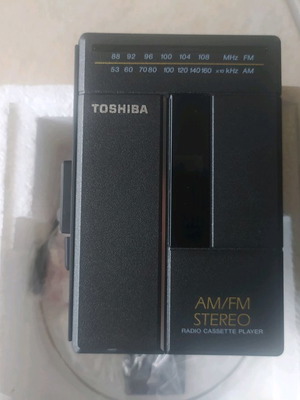 88 92 96 100 104 108 MHz FM
53 60 70 80 100 120 140 160 x10 kHz AM
TOSHIBA
AM/FM
STEREO
RADIO CASSETTE PLAYER